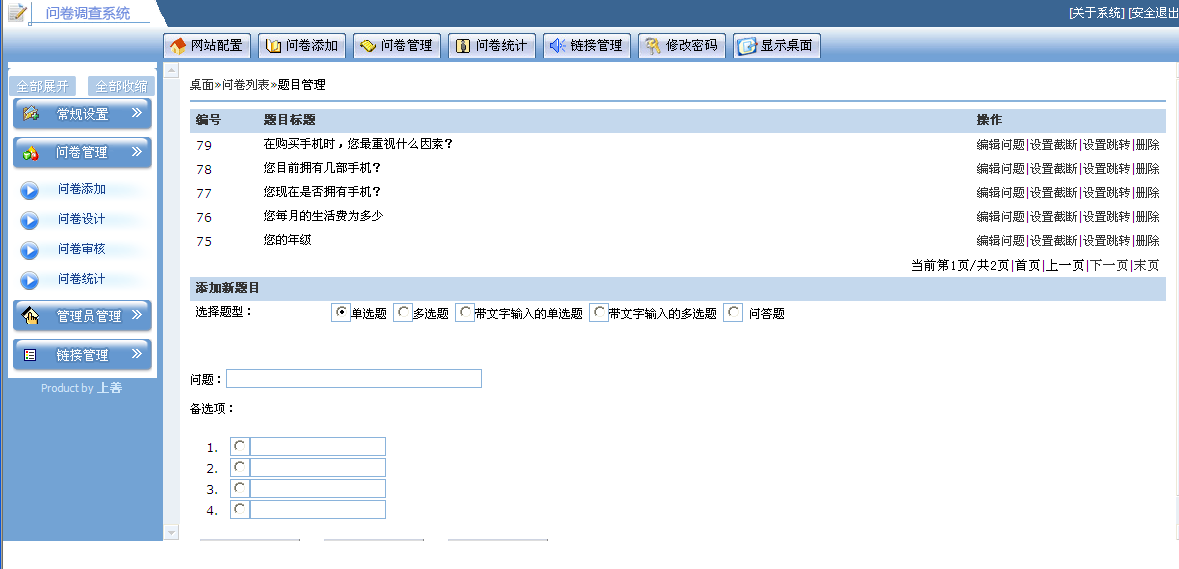 问卷调查系统
[关于系统] [安全退出
网站配置 问卷添加 问卷管理 问卷统计 链接管理 修改密码 显示桌面
全部展开 全部收缩
常规设置
问卷管理
问卷添加
问卷设计
问卷审核
问卷统计
管理员管理
链接管理
Product by 上善
桌面»问卷列表»题目管理
编号 题目标题 操作
79 在购买手机时，您最重视什么因素？ 编辑问题|设置截断|设置跳转|删除
78 您目前拥有几部手机？ 编辑问题|设置截断|设置跳转|删除
77 您现在是否拥有手机？ 编辑问题|设置截断|设置跳转|删除
76 您每月的生活费为多少 编辑问题|设置截断|设置跳转|删除
75 您的年级 编辑问题|设置截断|设置跳转|删除
当前第1页/共2页|首页|上一页|下一页|末页
添加新题目
选择题型： 单选题 多选题 带文字输入的单选题 带文字输入的多选题 问答题
问题：
备选项：
1.
2.
3.
4.